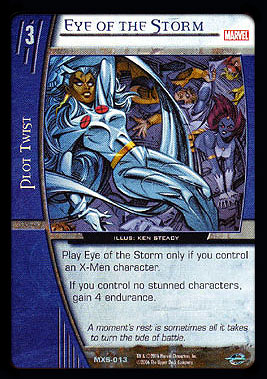 3
EYE OF THE STORM
MARVEL
PLOT TWIST
ILLUS: KEN STEACY
Play Eye of the Storm only if you control
an X-Men character.
If you control no stunned characters,
gain 4 endurance.
A moment's rest is sometimes all it takes
to turn the tide of battle.
MXS-013